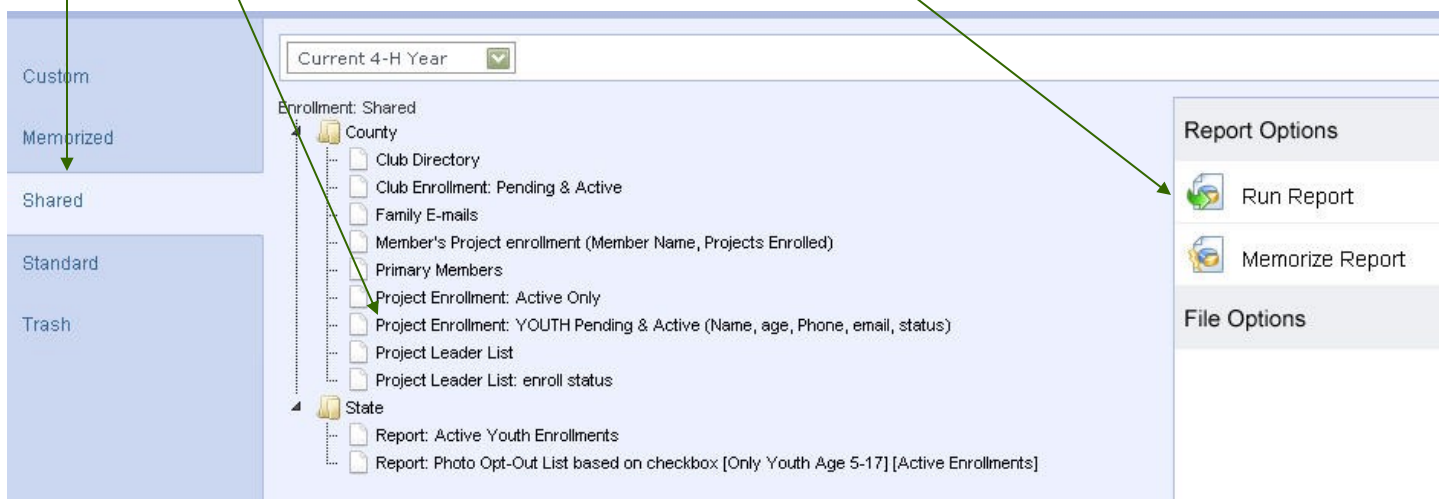 Custom
Memorized
Shared
Standard
Trash
Current 4-H Year
Enrollment: Shared
County
Club Directory
Club Enrollment: Pending & Active
Family E-mails
Member's Project enrollment (Member Name, Projects Enrolled)
Primary Members
Project Enrollment: Active Only
Project Enrollment: YOUTH Pending & Active (Name, age, Phone, email, status)
Project Leader List
Project Leader List: enroll status
State
Report: Active Youth Enrollments
Report: Photo Opt-Out List based on checkbox [Only Youth Age 5-17] [Active Enrollments]
Report Options
Run Report
Memorize Report
File Options